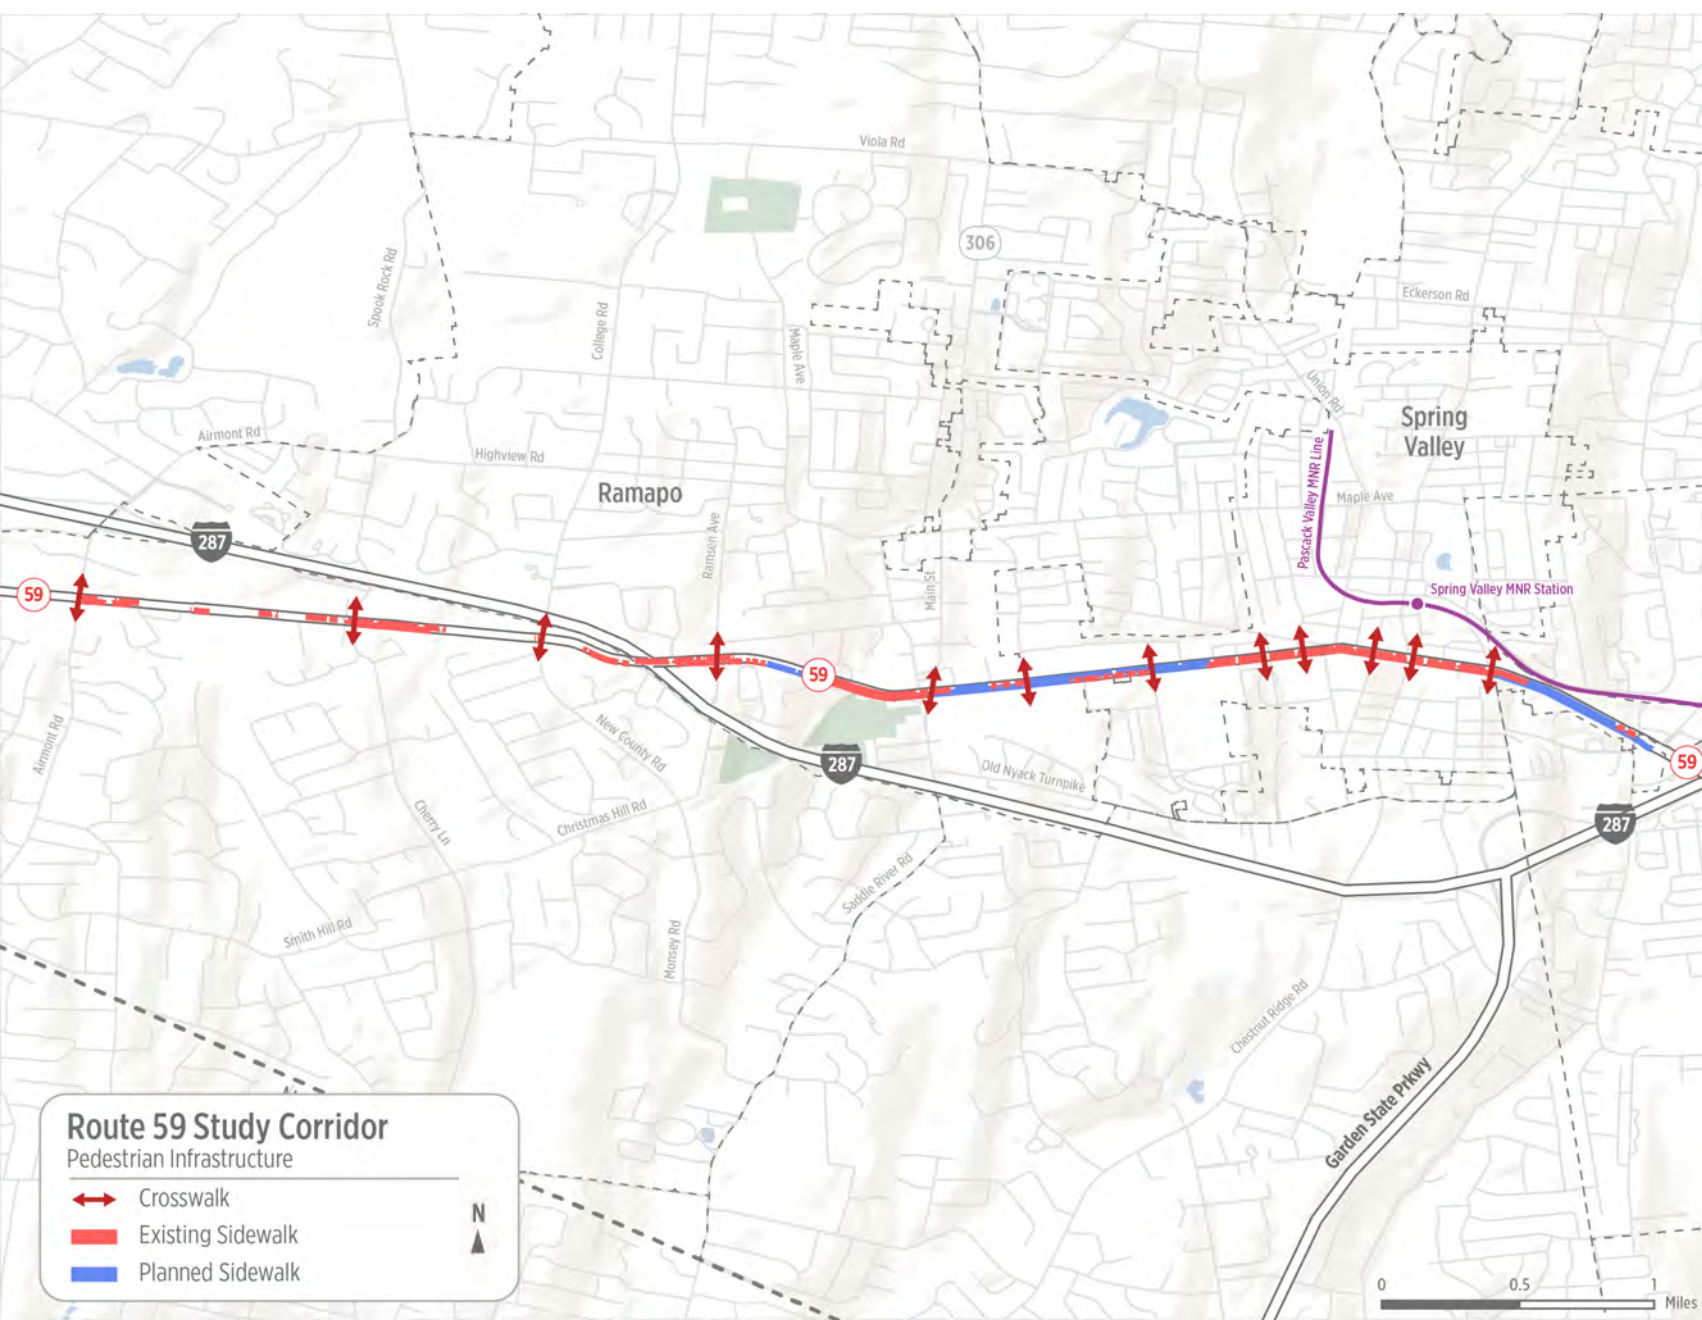 Viola Rd
306
Spook Rock Rd
Eckerson Rd
College Rd
Maple Ave
Union Rd
Spring
Valley
Airmont Rd
Highview Rd
Ramapo
Pascack Valley MNR Line
Maple Ave
287
Ramsen Ave
Main St
Spring Valley MNR Station
59
59
Airmont Rd
New County Rd
287
Old Nyack Turnpike
59
Cherry Ln
Christmas Hill Rd
287
Saddle River Rd
Smith Hill Rd
Monsey Rd
Chestnut Ridge Rd
Garden State Prkwy
Route 59 Study Corridor
Pedestrian Infrastructure
Crosswalk
Existing Sidewalk
Planned Sidewalk
N
0 0.5 1
Miles